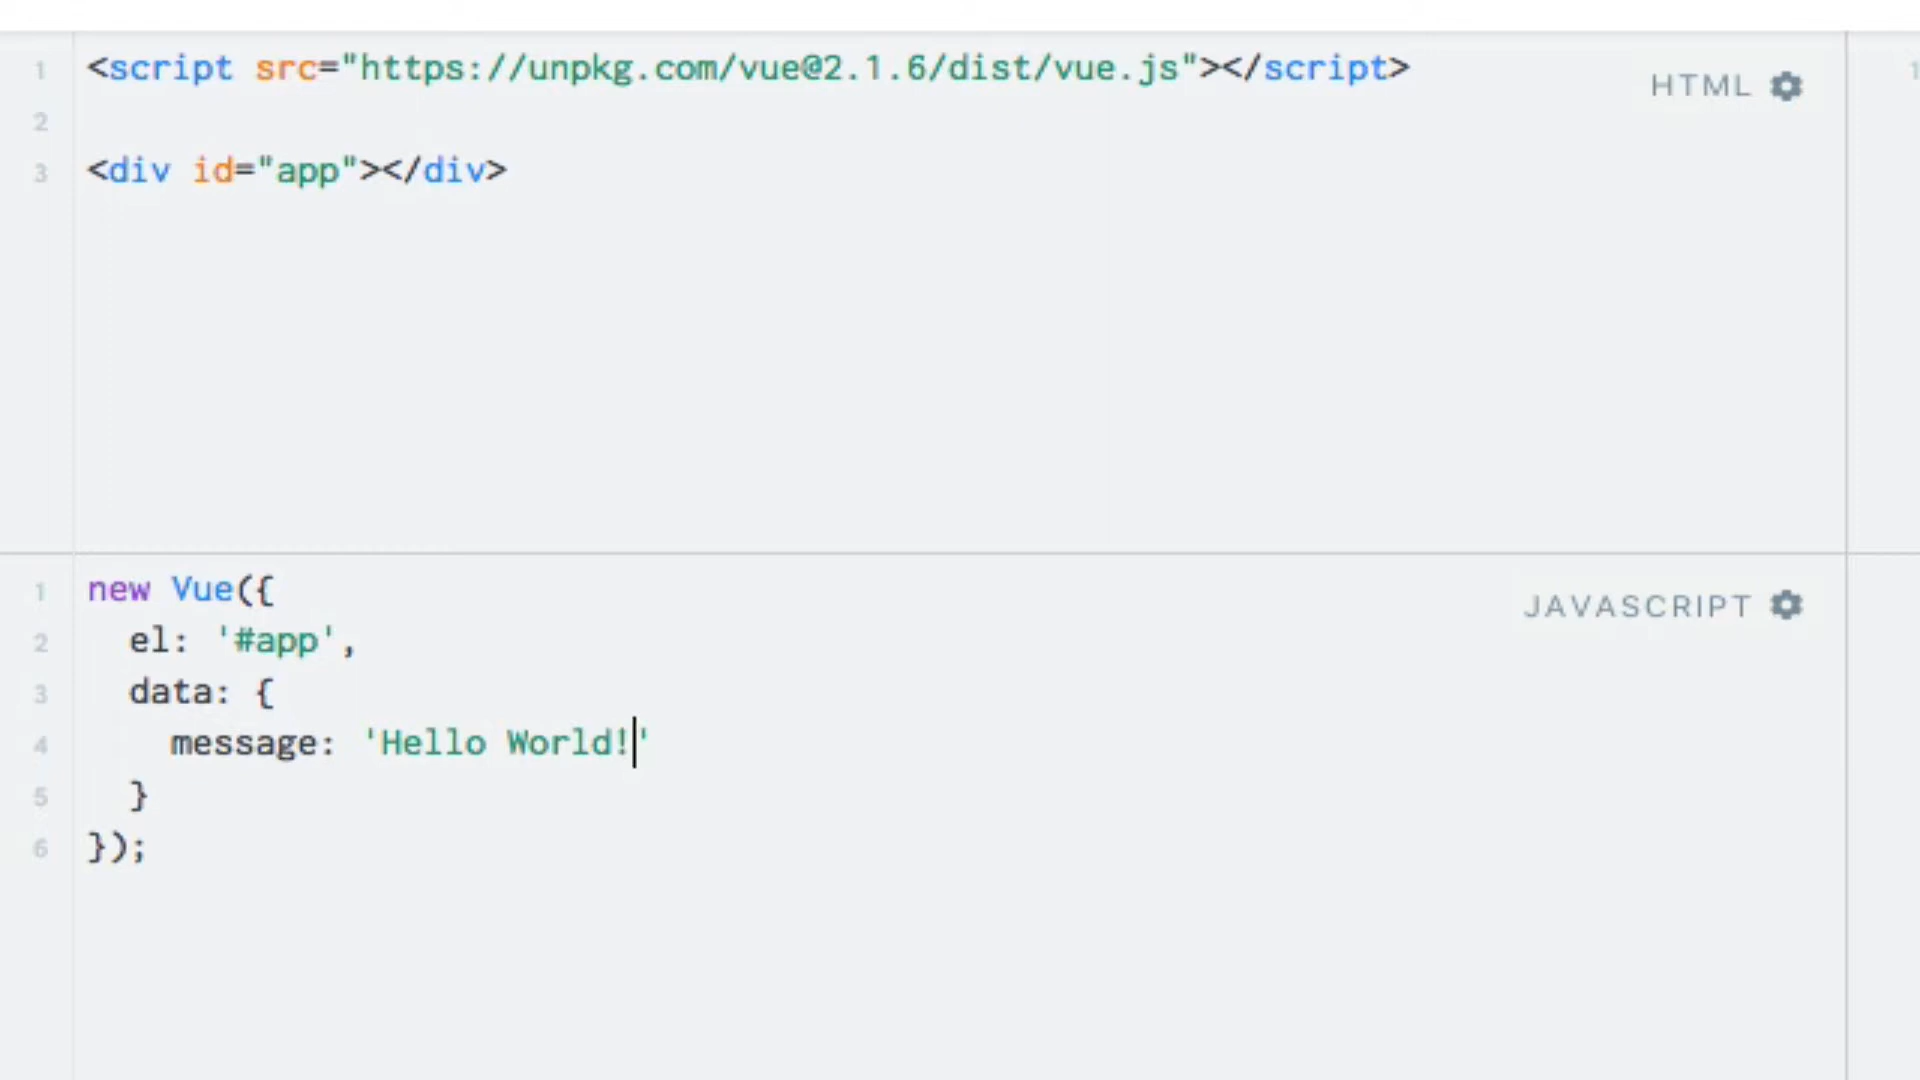 1 <script src="https://unpkg.com/vue@2.1.6/dist/vue.js"></script>
HTML
2
3 <div id="app"></div>
1
1 new Vue({
JAVASCRIPT
2   el: '#app',
3   data: {
4     message: 'Hello World!'
5   }
6 });